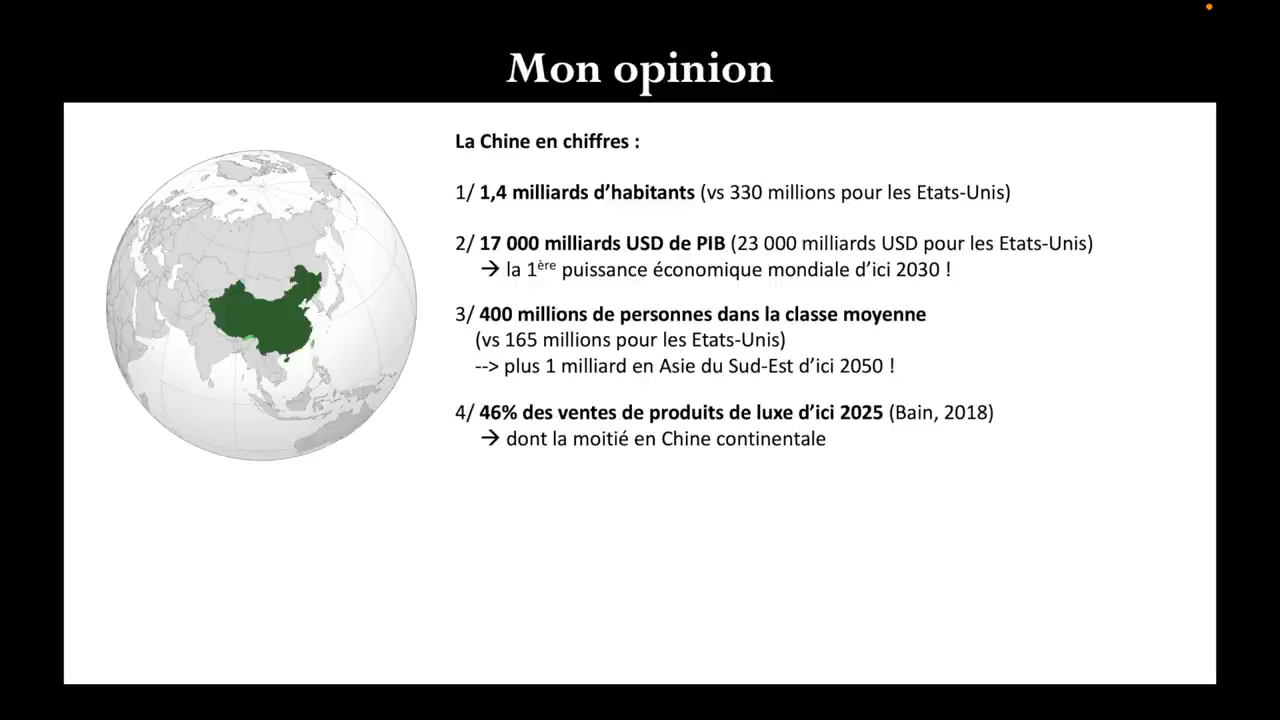 Mon opinion
La Chine en chiffres :
1/ 1,4 milliards d’habitants (vs 330 millions pour les Etats-Unis)
2/ 17 000 milliards USD de PIB (23 000 milliards USD pour les Etats-Unis)
→ la 1ère puissance économique mondiale d’ici 2030 !
3/ 400 millions de personnes dans la classe moyenne
(vs 165 millions pour les Etats-Unis)
--> plus 1 milliard en Asie du Sud-Est d’ici 2050 !
4/ 46% des ventes de produits de luxe d’ici 2025 (Bain, 2018)
→ dont la moitié en Chine continentale